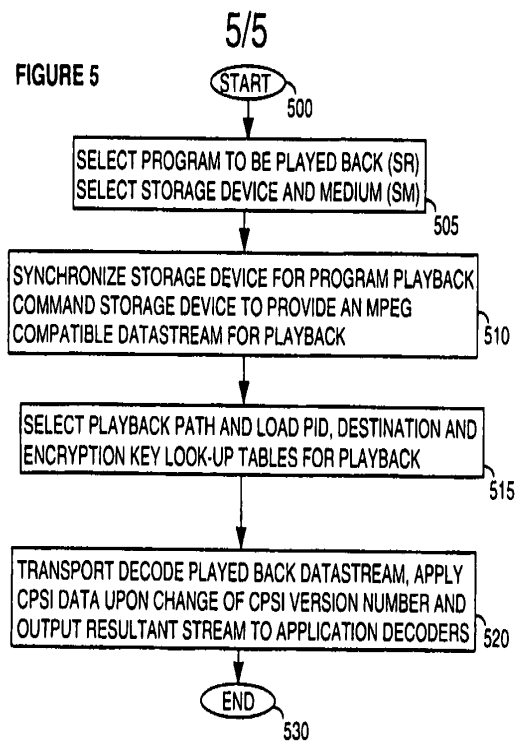 5/5
FIGURE 5
START
500
SELECT PROGRAM TO BE PLAYED BACK (SR)
SELECT STORAGE DEVICE AND MEDIUM (SM)
505
SYNCHRONIZE STORAGE DEVICE FOR PROGRAM PLAYBACK
COMMAND STORAGE DEVICE TO PROVIDE AN MPEG
COMPATIBLE DATASTREAM FOR PLAYBACK
510
SELECT PLAYBACK PATH AND LOAD PID, DESTINATION AND
ENCRYPTION KEY LOOK-UP TABLES FOR PLAYBACK
515
TRANSPORT DECODE PLAYED BACK DATASTREAM, APPLY
CPSI DATA UPON CHANGE OF CPSI VERSION NUMBER AND
OUTPUT RESULTANT STREAM TO APPLICATION DECODERS
520
END
530